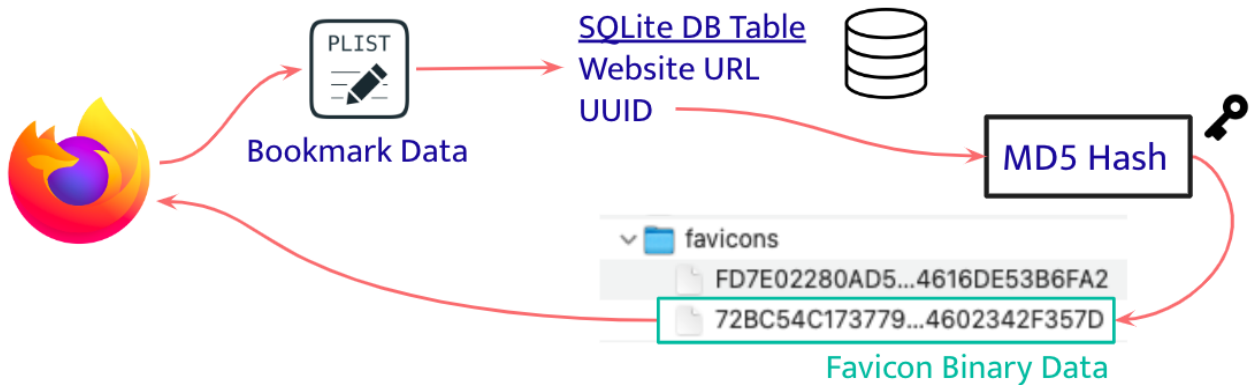 PLIST
Bookmark Data
SQLite DB Table
Website URL
UUID
MD5 Hash
favicons
FD7E02280AD5...4616DE53B6FA2
72BC54C173779...4602342F357D
Favicon Binary Data